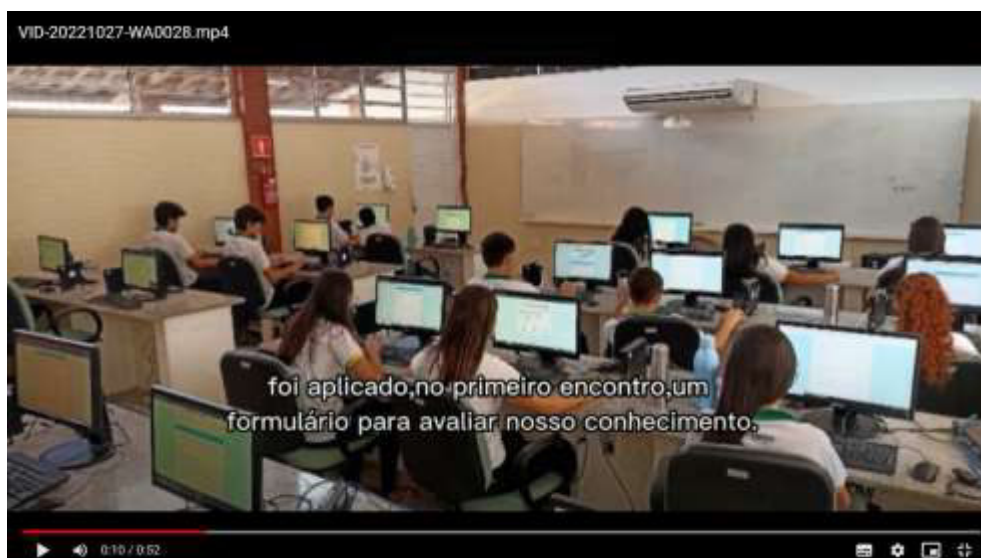 VID-20221027-WA0028.mp4
foi aplicado,no primeiro encontro,um
formulário para avaliar nosso conhecimento.
0:10 / 0:52